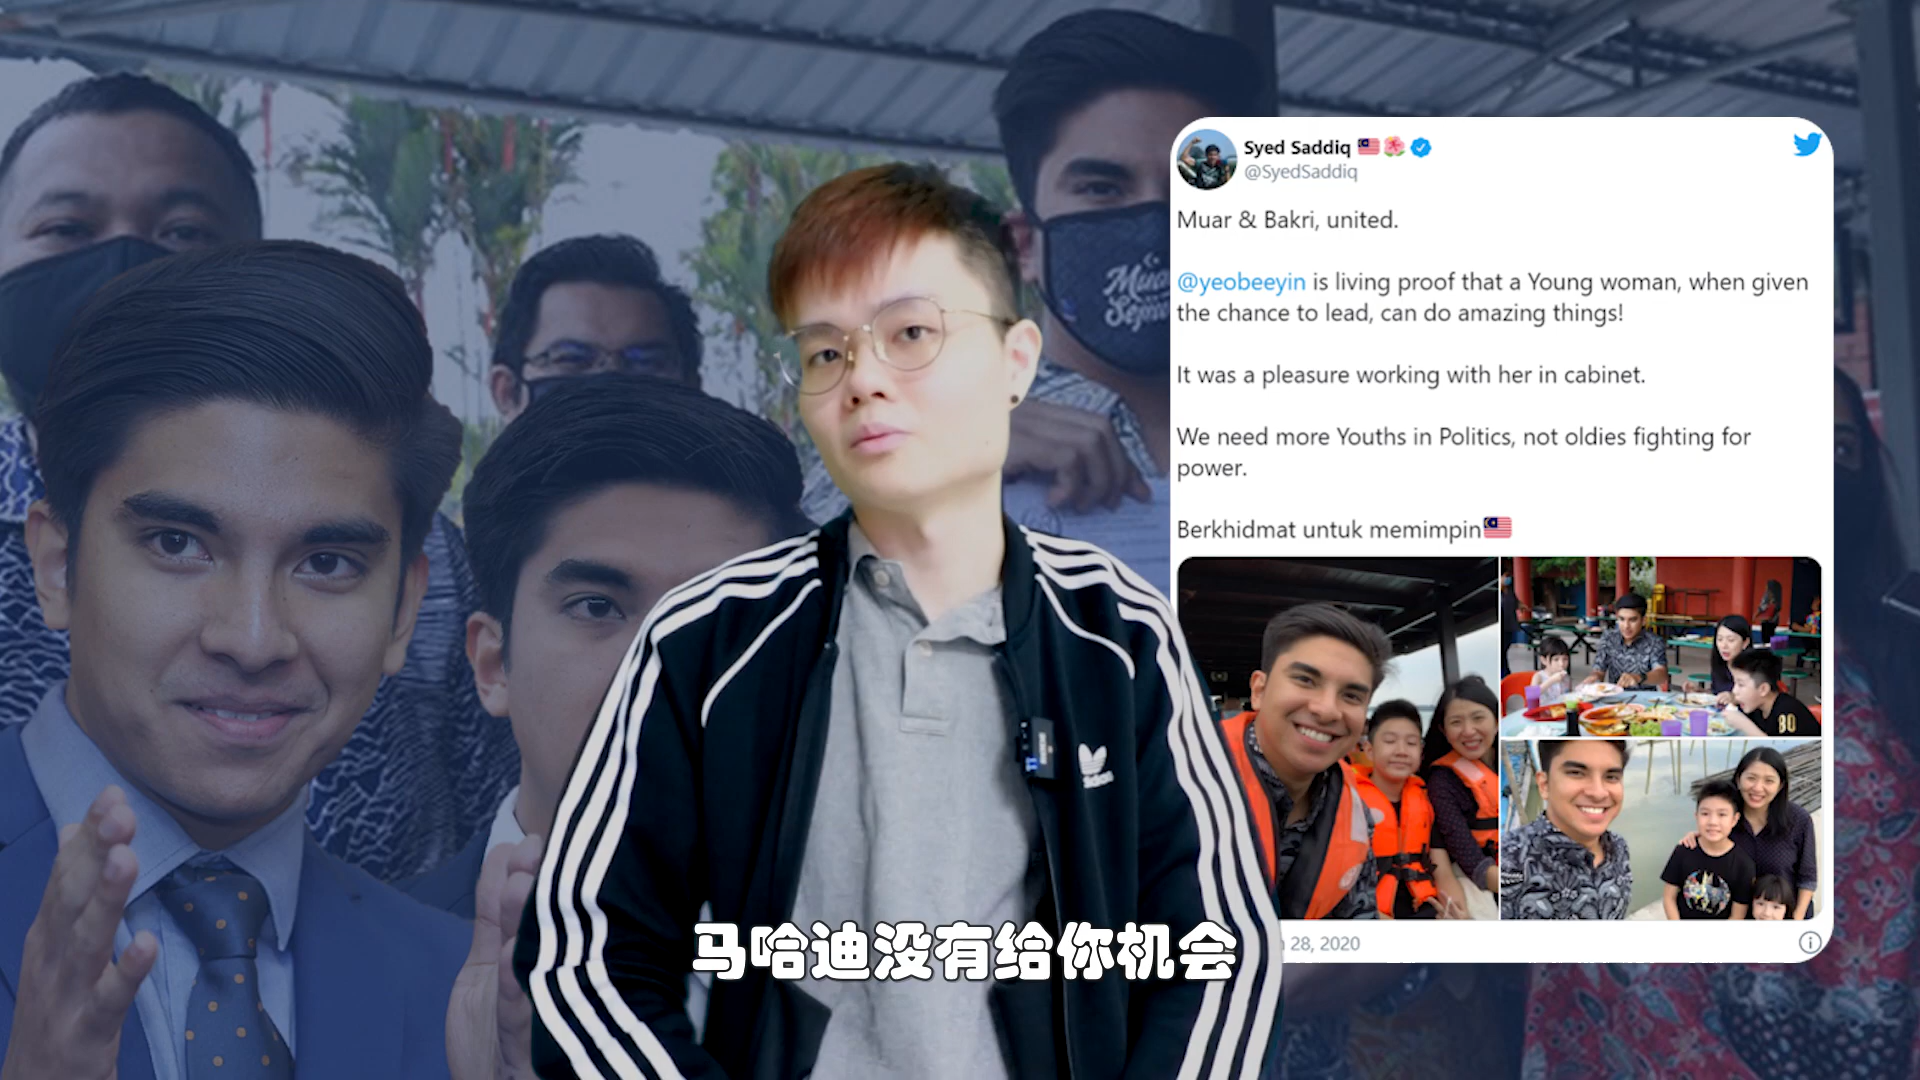 Syed Saddiq
@SyedSaddiq
Muar & Bakri, united.
@yeobeeyin is living proof that a Young woman, when given
the chance to lead, can do amazing things!
It was a pleasure working with her in cabinet.
We need more Youths in Politics, not oldies fighting for
power.
Berkhidmat untuk memimpin
80
28, 2020
adidas
马哈迪没有给你机会